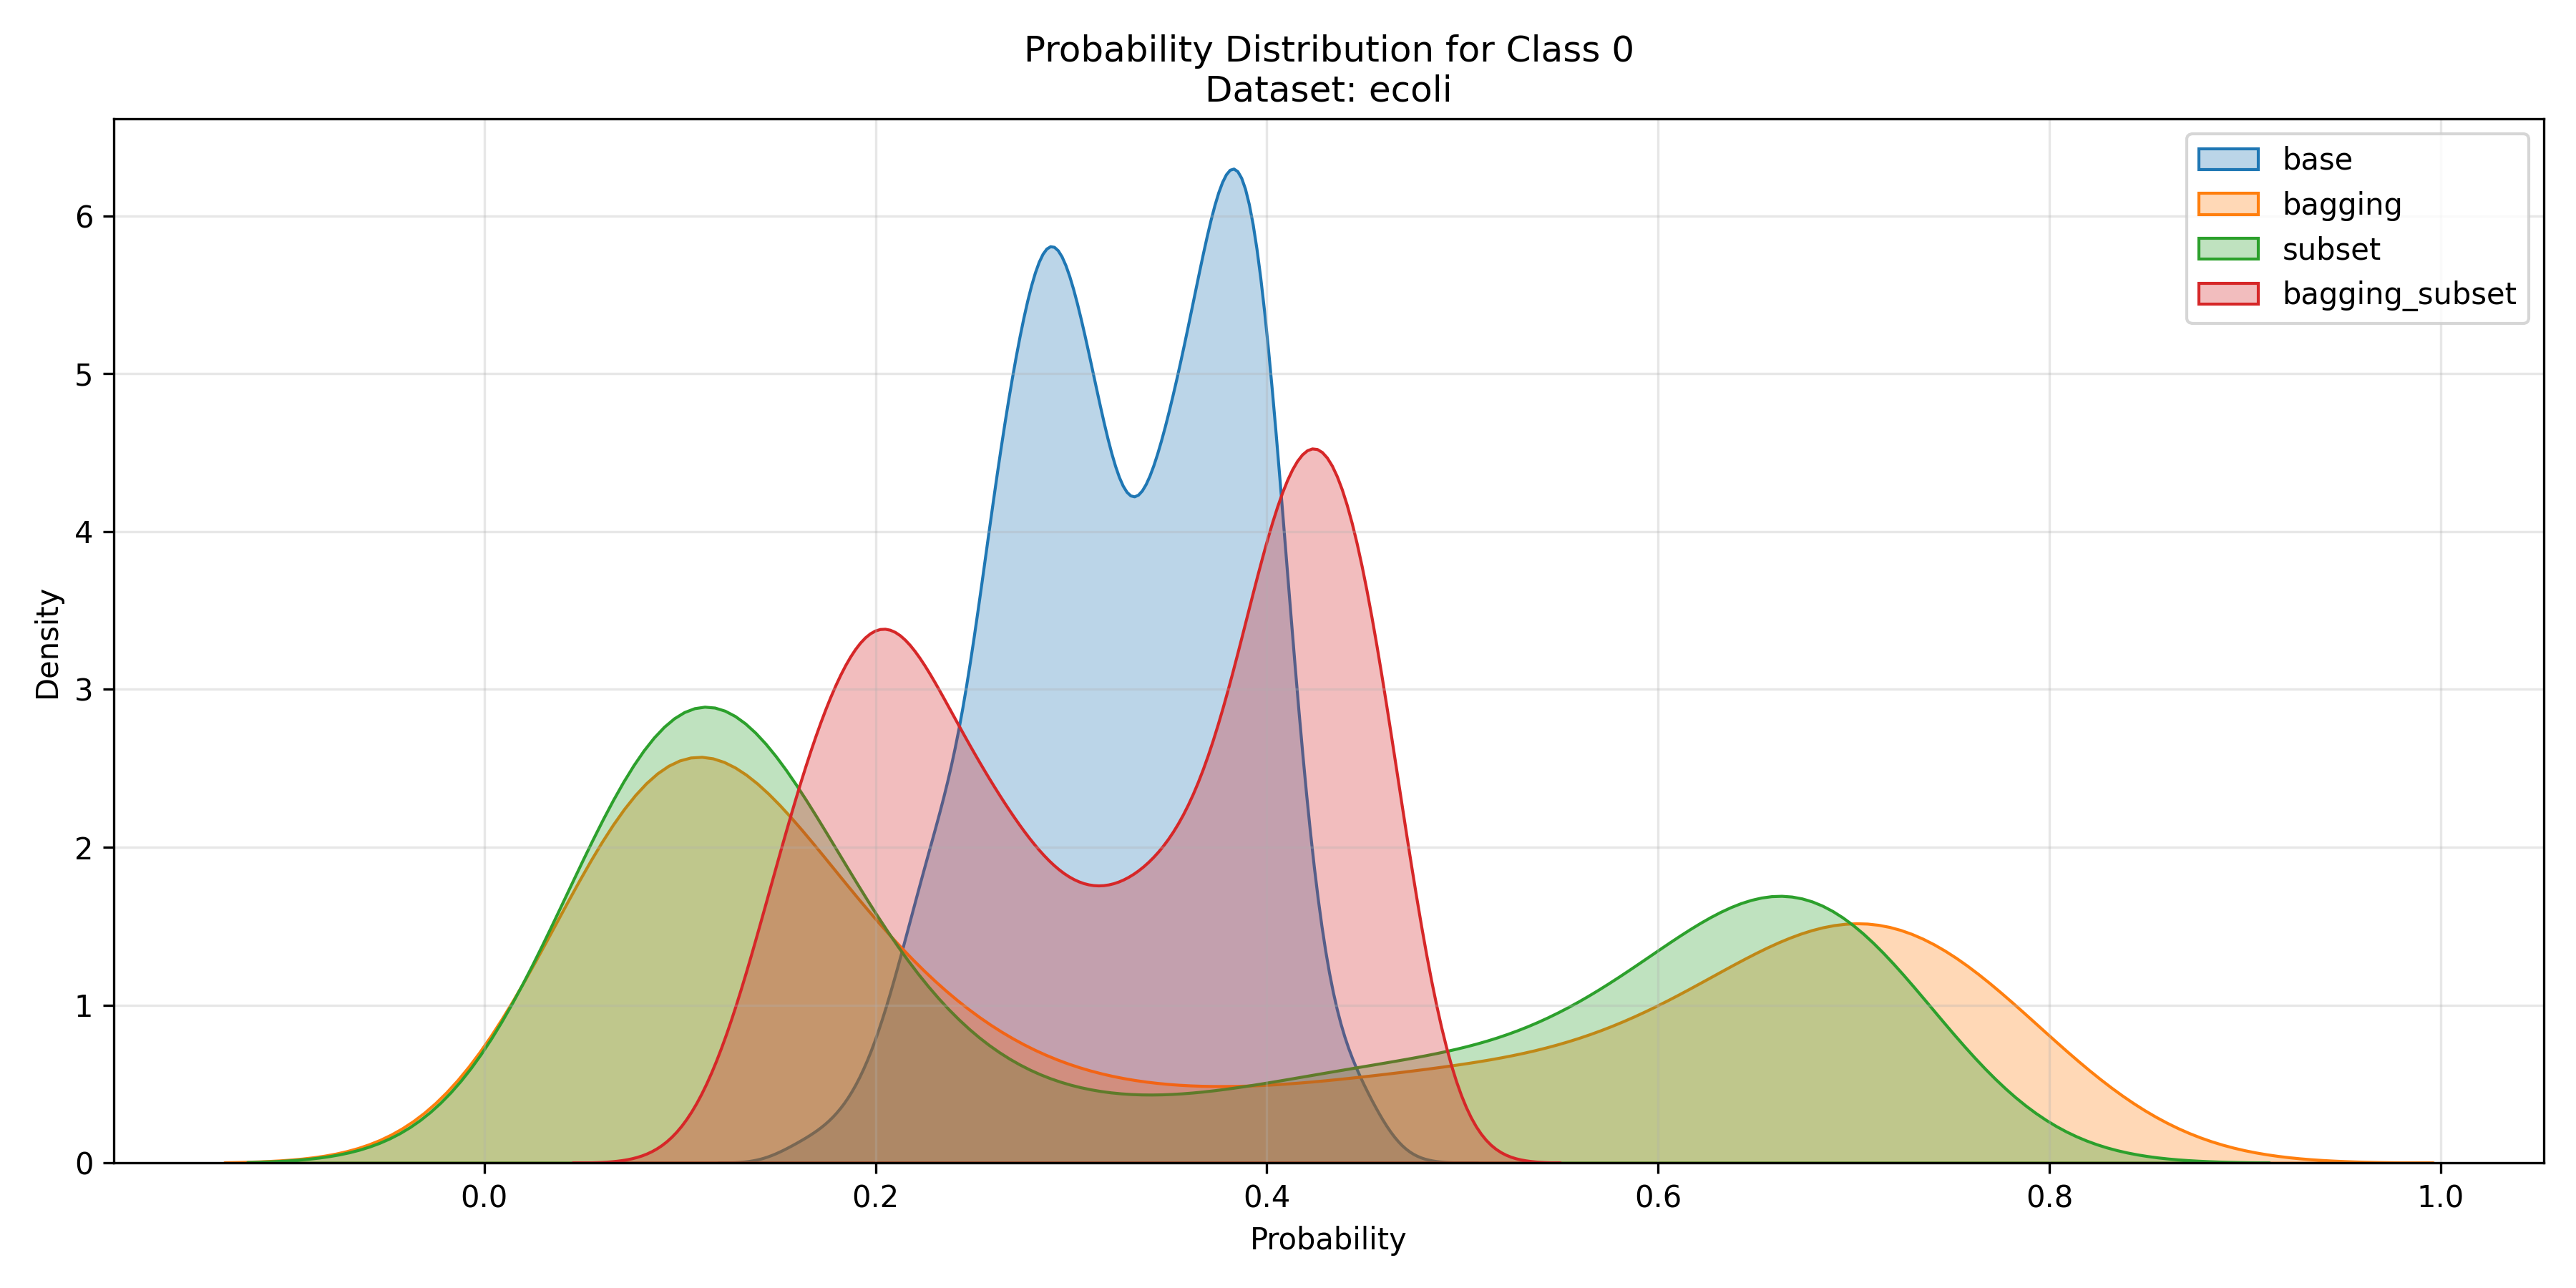 Probability Distribution for Class 0
Dataset: ecoli
base
bagging
subset
bagging_subset
Density
6
5
4
3
2
1
0
0.0 0.2 0.4 0.6 0.8 1.0
Probability